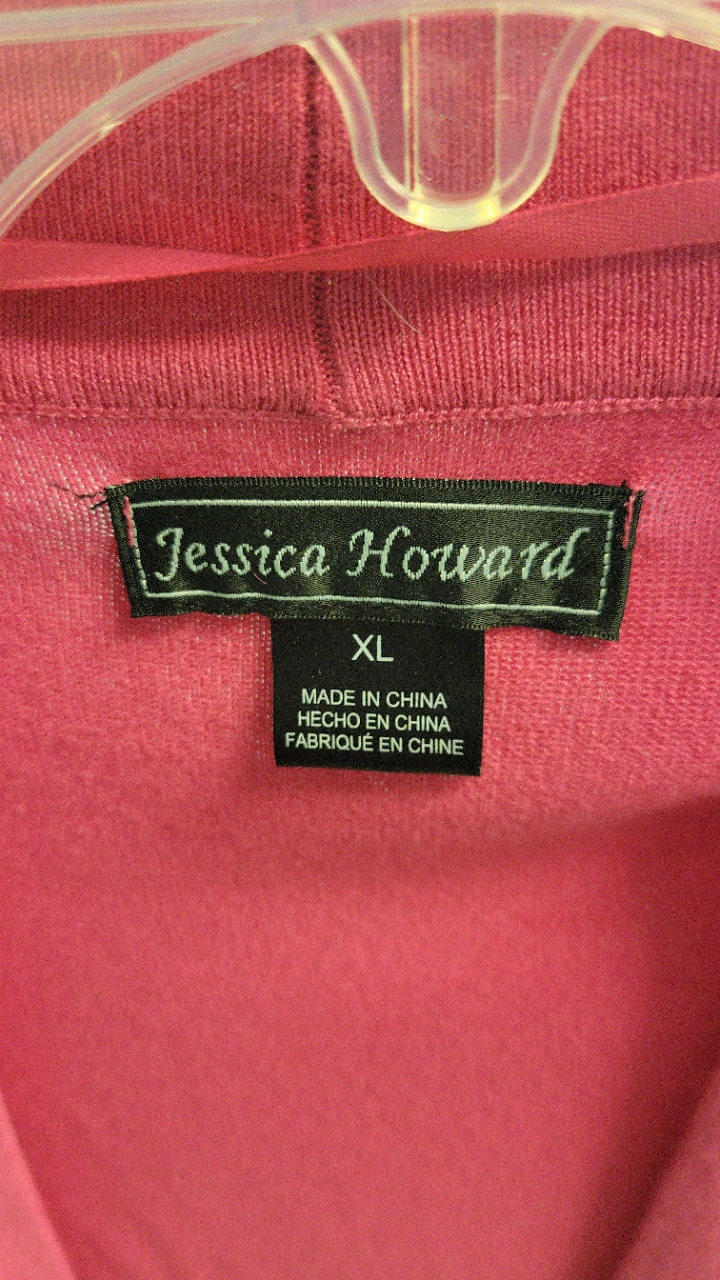 Jessica Howard
XL
MADE IN CHINA
HECHO EN CHINA
FABRIQUÉ EN CHINE